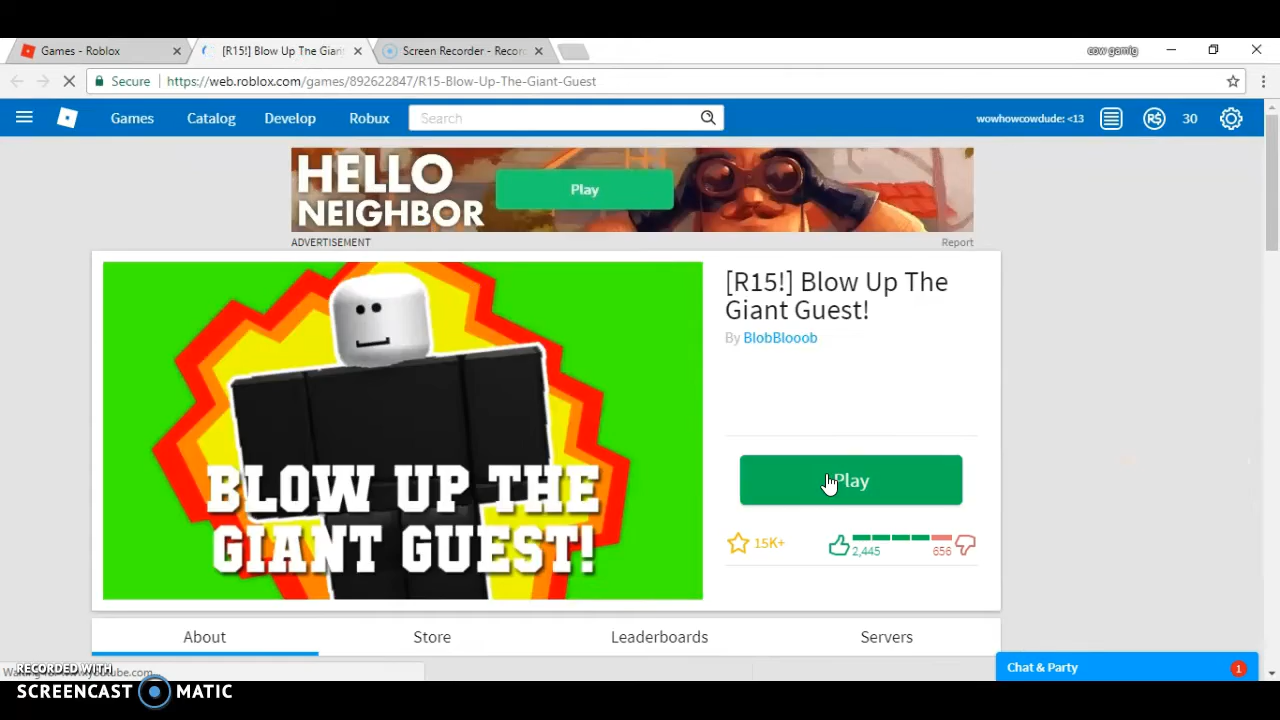 Games - Roblox
[R15!] Blow Up The Gian
Screen Recorder - Recor
cow gamig
Secure
https://web.roblox.com/games/892622847/R15-Blow-Up-The-Giant-Guest
Games
Catalog
Develop
Robux
Search
wowhowcowdude: <13
R$
30
HELLO
NEIGHBOR
Play
ADVERTISEMENT
Report
[R15!] Blow Up The
Giant Guest!
By BlobBlooob
BLOW UP THE
GIANT GUEST!
Play
15K+
2,445
656
About
Store
Leaderboards
Servers
Chat & Party
1
RECORDED WITH
SCREENCAST MATIC